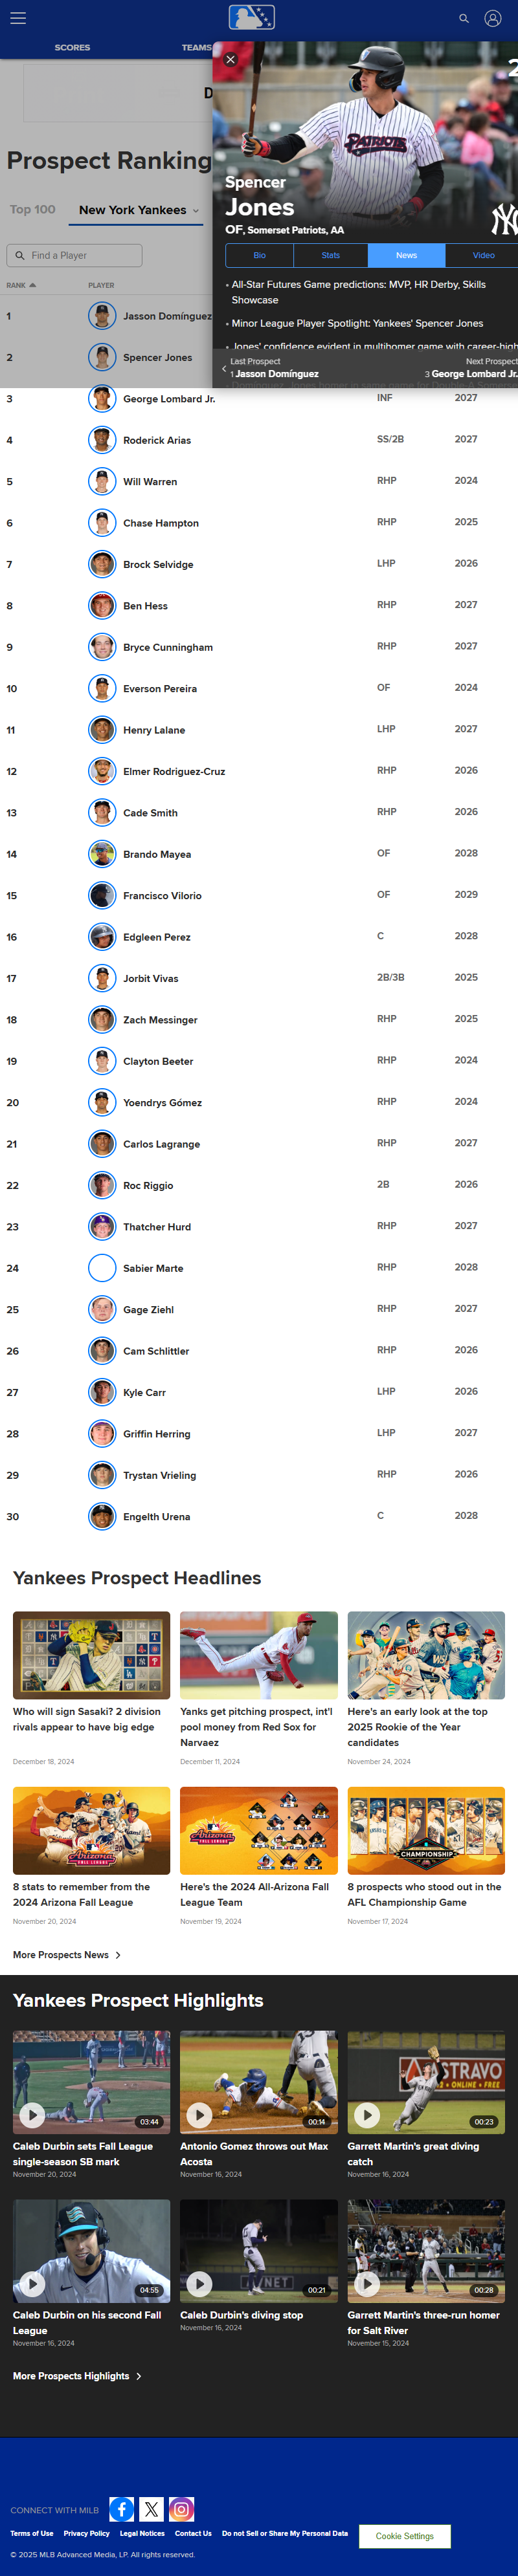 SCORES
TEAMS
D
2
Prospect Ranking
Top 100
New York Yankees
Find a Player
RANK
PLAYER
PATRIOTS
Spencer
Jones
OF, Somerset Patriots, AA
Bio
Stats
News
Video
• All-Star Futures Game predictions: MVP, HR Derby, Skills
Showcase
• Minor League Player Spotlight: Yankees' Spencer Jones
• Jones' confidence evident in multihomer game with career-high
Last Prospect
1 Jasson Domínguez
Next Prospect
3 George Lombard Jr.
1
Jasson Domínguez
2
Spencer Jones
3
George Lombard Jr.
INF
2027
4
Roderick Arias
SS/2B
2027
5
Will Warren
RHP
2024
6
Chase Hampton
RHP
2025
7
Brock Selvidge
LHP
2026
8
Ben Hess
RHP
2027
9
Bryce Cunningham
RHP
2027
10
Everson Pereira
OF
2024
11
Henry Lalane
LHP
2027
12
Elmer Rodriguez-Cruz
RHP
2026
13
Cade Smith
RHP
2026
14
Brando Mayea
OF
2028
15
Francisco Vilorio
OF
2029
16
Edgleen Perez
C
2028
17
Jorbit Vivas
2B/3B
2025
18
Zach Messinger
RHP
2025
19
Clayton Beeter
RHP
2024
20
Yoendrys Gómez
RHP
2024
21
Carlos Lagrange
RHP
2027
22
Roc Riggio
2B
2026
23
Thatcher Hurd
RHP
2027
24
Sabier Marte
RHP
2028
25
Gage Ziehl
RHP
2027
26
Cam Schlittler
RHP
2026
27
Kyle Carr
LHP
2026
28
Griffin Herring
LHP
2027
29
Trystan Vrieling
RHP
2026
30
Engelth Urena
C
2028
Yankees Prospect Headlines
Who will sign Sasaki? 2 division
rivals appear to have big edge
December 18, 2024
Yanks get pitching prospect, int'l
pool money from Red Sox for
Narvaez
December 11, 2024
Here's an early look at the top
2025 Rookie of the Year
candidates
November 24, 2024
8 stats to remember from the
2024 Arizona Fall League
November 20, 2024
Here's the 2024 All-Arizona Fall
League Team
November 19, 2024
CHAMPIONSHIP
8 prospects who stood out in the
AFL Championship Game
November 17, 2024
More Prospects News
Yankees Prospect Highlights
03:44
Caleb Durbin sets Fall League
single-season SB mark
November 20, 2024
00:14
Antonio Gomez throws out Max
Acosta
November 16, 2024
STRAVO
ONLINE • FREE
00:23
Garrett Martin's great diving
catch
November 16, 2024
04:55
Caleb Durbin on his second Fall
League
November 16, 2024
00:21
Caleb Durbin's diving stop
November 16, 2024
00:28
Garrett Martin's three-run homer
for Salt River
November 15, 2024
More Prospects Highlights
CONNECT WITH MILB
Terms of Use
Privacy Policy
Legal Notices
Contact Us
Do not Sell or Share My Personal Data
Cookie Settings
© 2025 MLB Advanced Media, LP. All rights reserved.